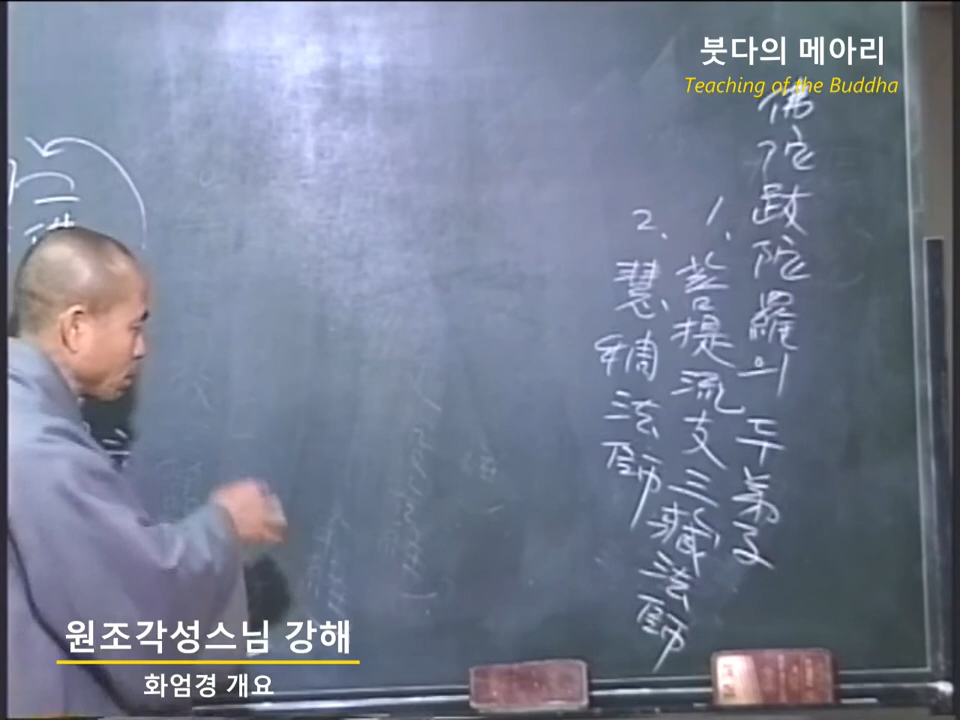 붓다의 메아리
Teaching of the Buddha
佛陀跋陀羅의 두 弟子
1. 菩提流支三藏法師
2. 慧稠法師
二
원조각성스님 강해
화엄경 개요